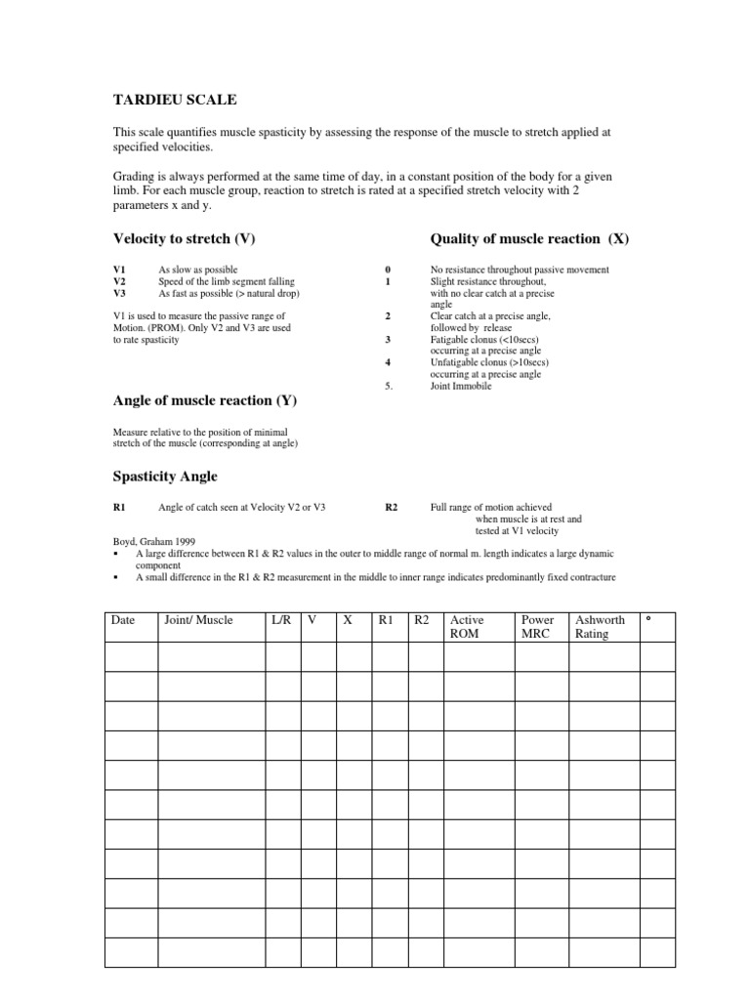 TARDIEU SCALE
This scale quantifies muscle spasticity by assessing the response of the muscle to stretch applied at
specified velocities.
Grading is always performed at the same time of day, in a constant position of the body for a given
limb. For each muscle group, reaction to stretch is rated at a specified stretch velocity with 2
parameters x and y.
Velocity to stretch (V)
V1 As slow as possible
V2 Speed of the limb segment falling
V3 As fast as possible (> natural drop)
V1 is used to measure the passive range of
Motion. (PROM). Only V2 and V3 are used
to rate spasticity
Quality of muscle reaction (X)
0 No resistance throughout passive movement
1 Slight resistance throughout,
with no clear catch at a precise
angle
2 Clear catch at a precise angle,
followed by release
3 Fatigable clonus (<10secs)
occurring at a precise angle
4 Unfatigable clonus (>10secs)
occurring at a precise angle
5. Joint Immobile
Angle of muscle reaction (Y)
Measure relative to the position of minimal
stretch of the muscle (corresponding at angle)
Spasticity Angle
R1 Angle of catch seen at Velocity V2 or V3
R2 Full range of motion achieved
when muscle is at rest and
tested at V1 velocity
Boyd, Graham 1999
▪ A large difference between R1 & R2 values in the outer to middle range of normal m. length indicates a large dynamic
component
▪ A small difference in the R1 & R2 measurement in the middle to inner range indicates predominantly fixed contracture
Date Joint/ Muscle L/R V X R1 R2 Active Power Ashworth °
ROM MRC Rating